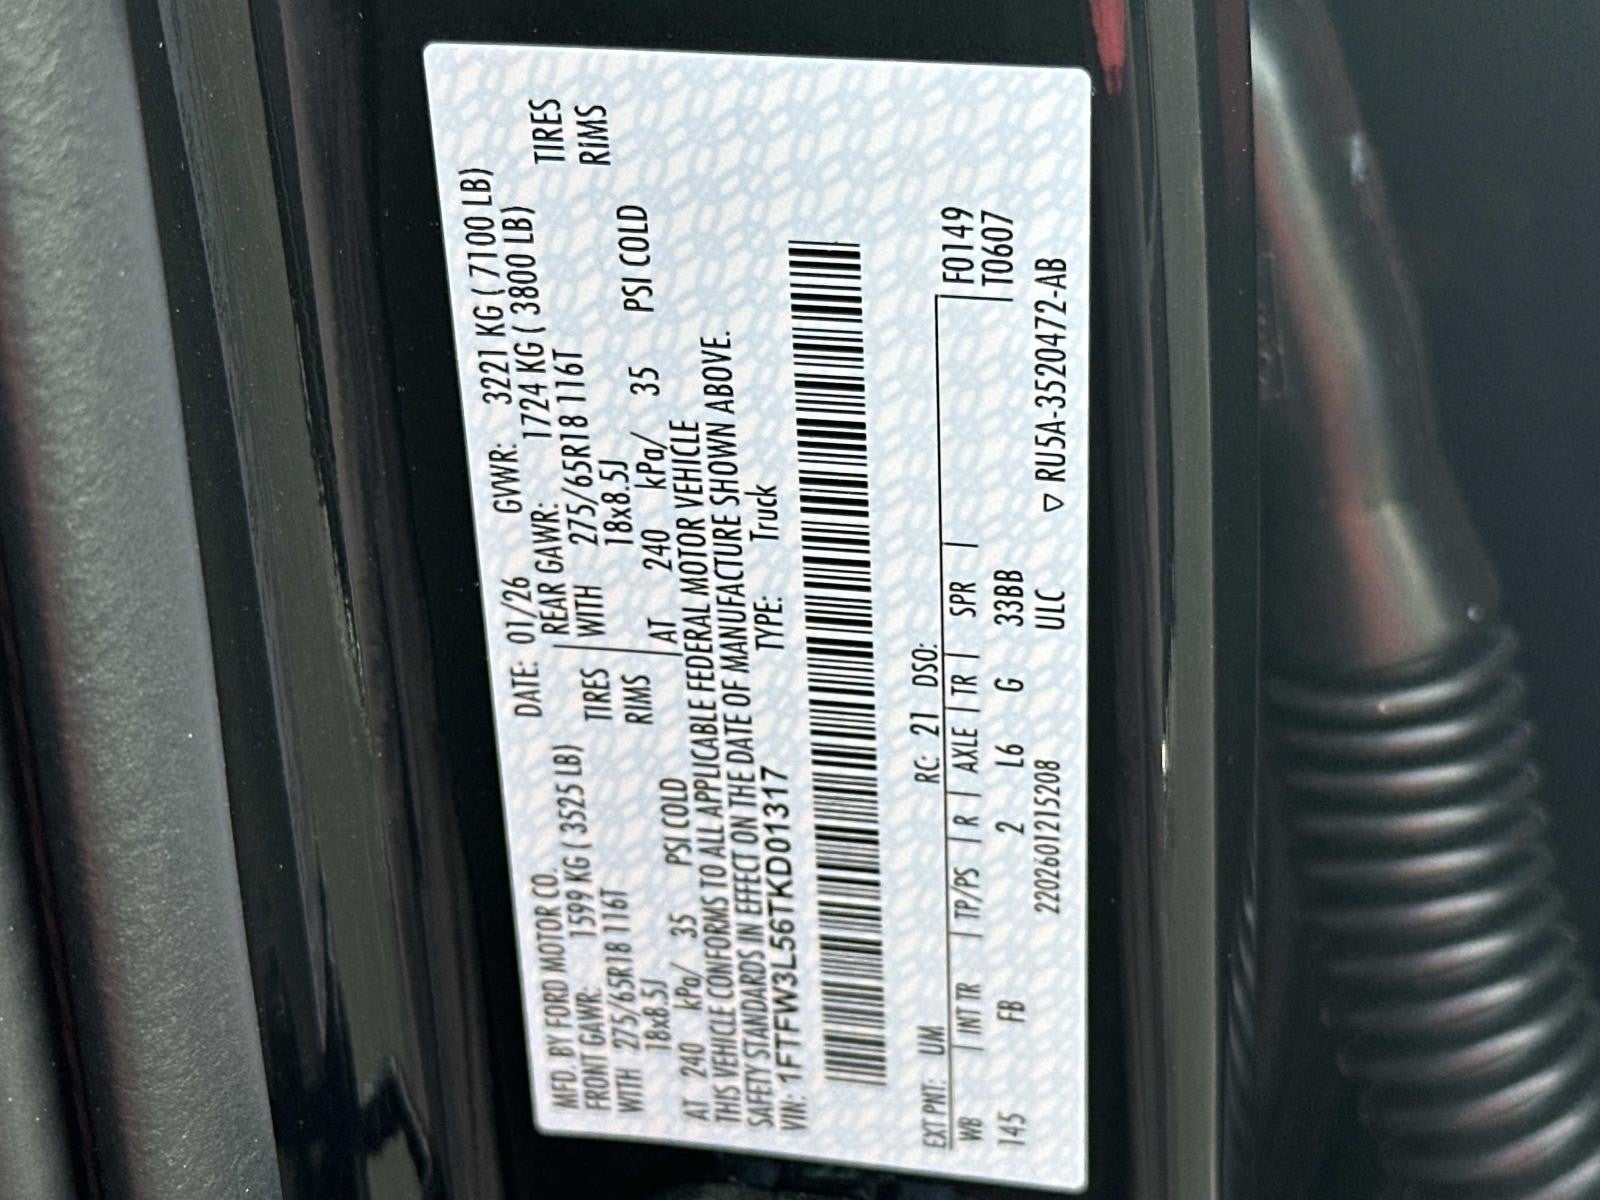 MFD. BY FORD MOTOR CO.
DATE: 01/26 GVWR: 3221 KG ( 7100 LB)
FRONT GAWR: 1599 KG ( 3525 LB) REAR GAWR: 1724 KG ( 3800 LB)
WITH 275/65R18 116T TIRES WITH 275/65R18 116T TIRES
18x8.5J RIMS 18x8.5J RIMS
AT 240 kPa/ 35 PSI COLD AT 240 kPa/ 35 PSI COLD
THIS VEHICLE CONFORMS TO ALL APPLICABLE FEDERAL MOTOR VEHICLE
SAFETY STANDARDS IN EFFECT ON THE DATE OF MANUFACTURE SHOWN ABOVE.
VIN: 1FTFW3L56TKD01317 TYPE: Truck
EXT PNT: UM RC: 21 DSO: F0149
WB | INT TR | TP/PS | R | AXLE | TR | SPR | T0607
145 FB 2 L6 G 33BB
2202601215208 ULC ▽ RU5A-3520472-AB